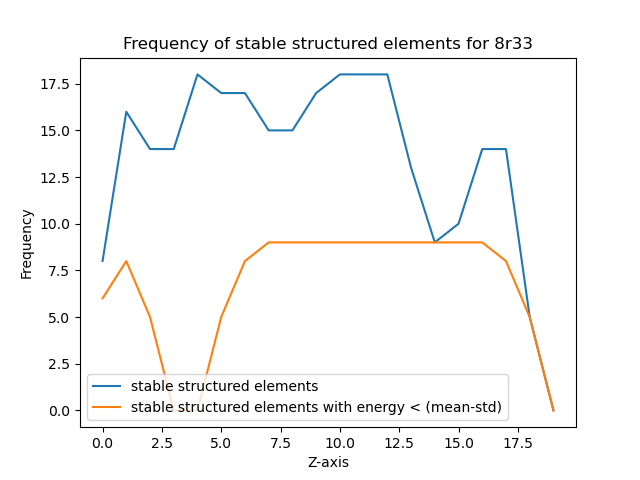 Frequency of stable structured elements for 8r33
Frequency
17.5
15.0
12.5
10.0
7.5
5.0
2.5
0.0
stable structured elements
stable structured elements with energy < (mean-std)
0.0 2.5 5.0 7.5 10.0 12.5 15.0 17.5
Z-axis